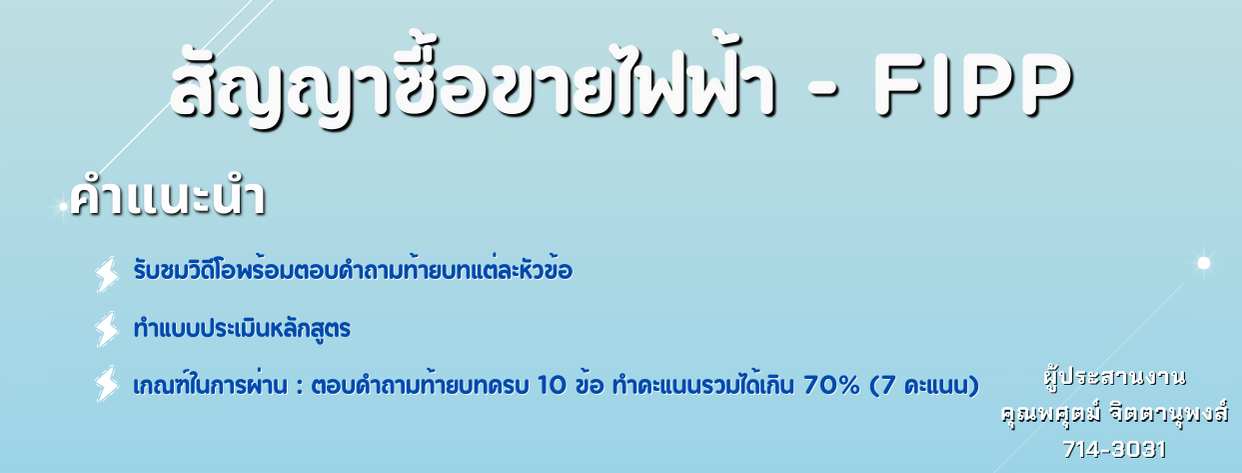 สัญญาซื้อขายไฟฟ้า - FIPP
คำแนะนำ
รับชมวิดีโอพร้อมตอบคำถามท้ายบทแต่ละหัวข้อ
ทำแบบประเมินหลักสูตร
เกณฑ์ในการผ่าน : ตอบคำถามท้ายบทครบ 10 ข้อ ทำคะแนนรวมได้เกิน 70% (7 คะแนน)
ผู้ประสานงาน
คุณพศุตม์ จิตตานุพงส์
714-3031